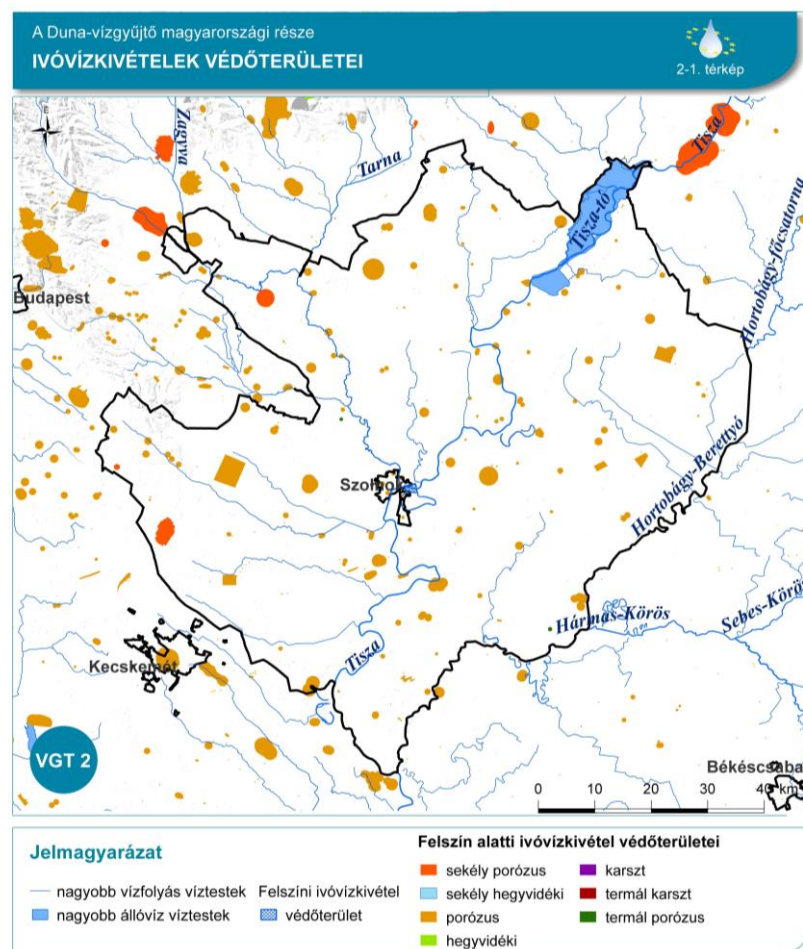 A Duna-vízgyűjtő magyarországi része
IVÓVÍZKIVÉTELEK VÉDŐTERÜLETEI
2-1. térkép
Zagyva
Tarna
Tisza
Tisza-tó
Hortobágy-főcsatorna
Budapest
Szolnok
Hortobágy-Berettyó
Hármas-Körös
Sebes-Körös
Tisza
Kecskemét
VGT 2
Békéscsaba
0 10 20 30 40 km
Jelmagyarázat
nagyobb vízfolyás víztestek
nagyobb állóvíz víztestek
Felszíni ivóvízkivétel
védőterület
Felszín alatti ivóvízkivétel védőterületei
sekély porózus
sekély hegyvidéki
porózus
hegyvidéki
karszt
termál karszt
termál porózus